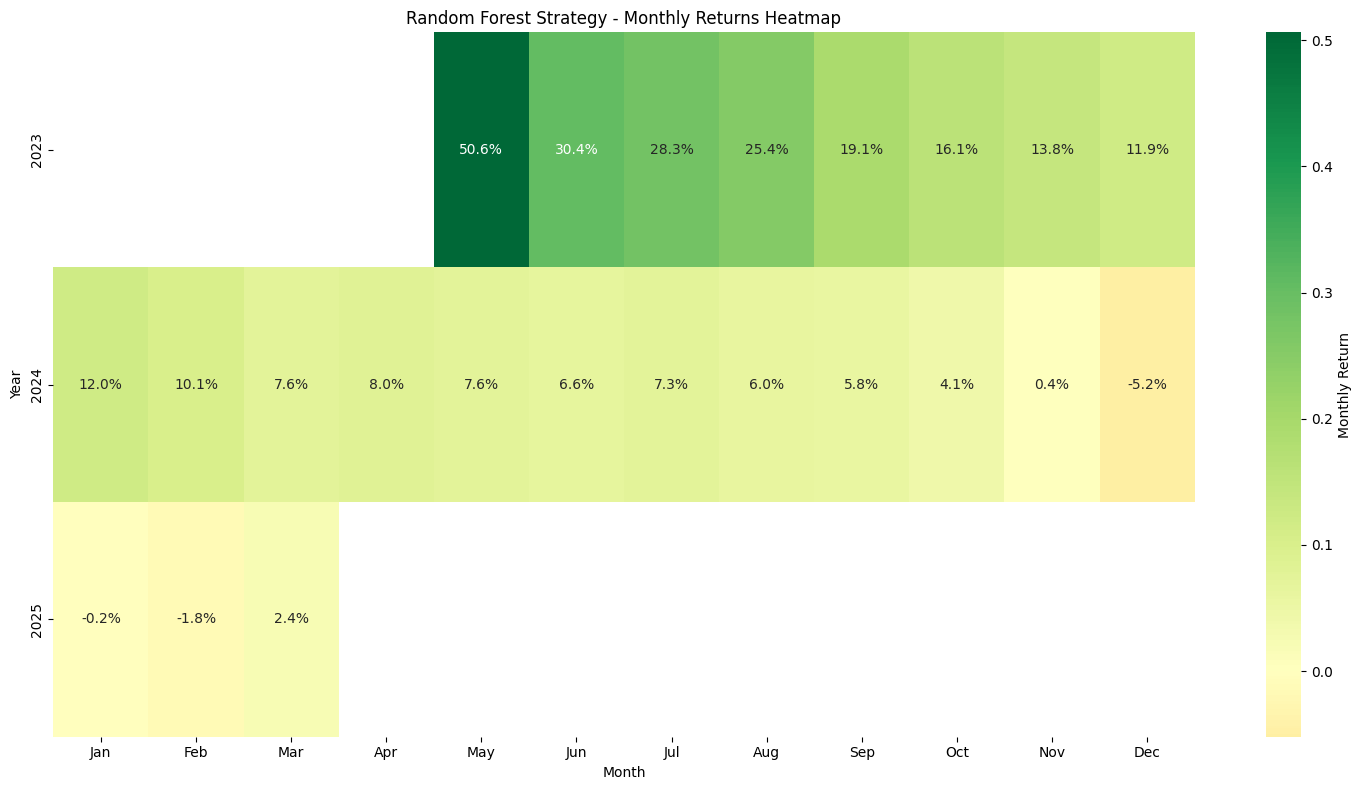 Random Forest Strategy - Monthly Returns Heatmap
2023
50.6% 30.4% 28.3% 25.4% 19.1% 16.1% 13.8% 11.9%
2024
12.0% 10.1% 7.6% 8.0% 7.6% 6.6% 7.3% 6.0% 5.8% 4.1% 0.4% -5.2%
2025
-0.2% -1.8% 2.4%
Year
Jan Feb Mar Apr May Jun Jul Aug Sep Oct Nov Dec
Month
0.5
0.4
0.3
0.2
0.1
0.0
Monthly Return